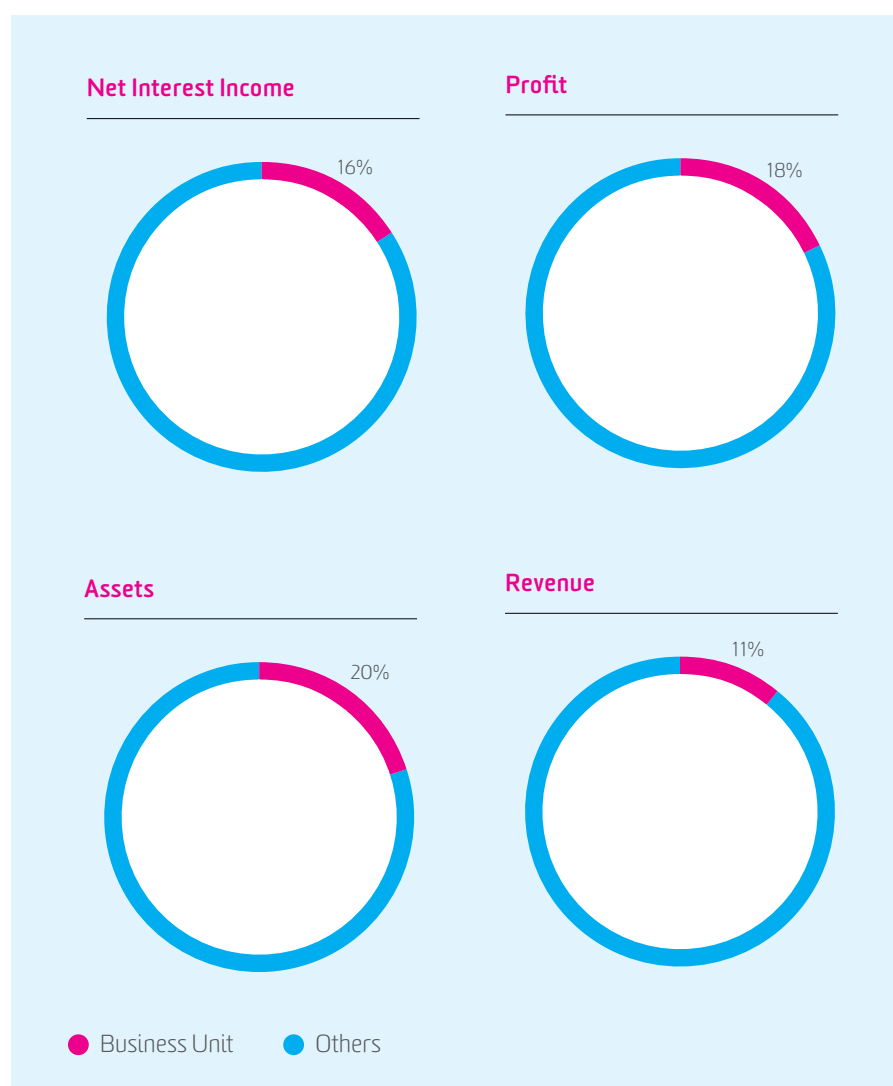 Net Interest Income
16%
Profit
18%
Assets
20%
Revenue
11%
Business Unit
Others